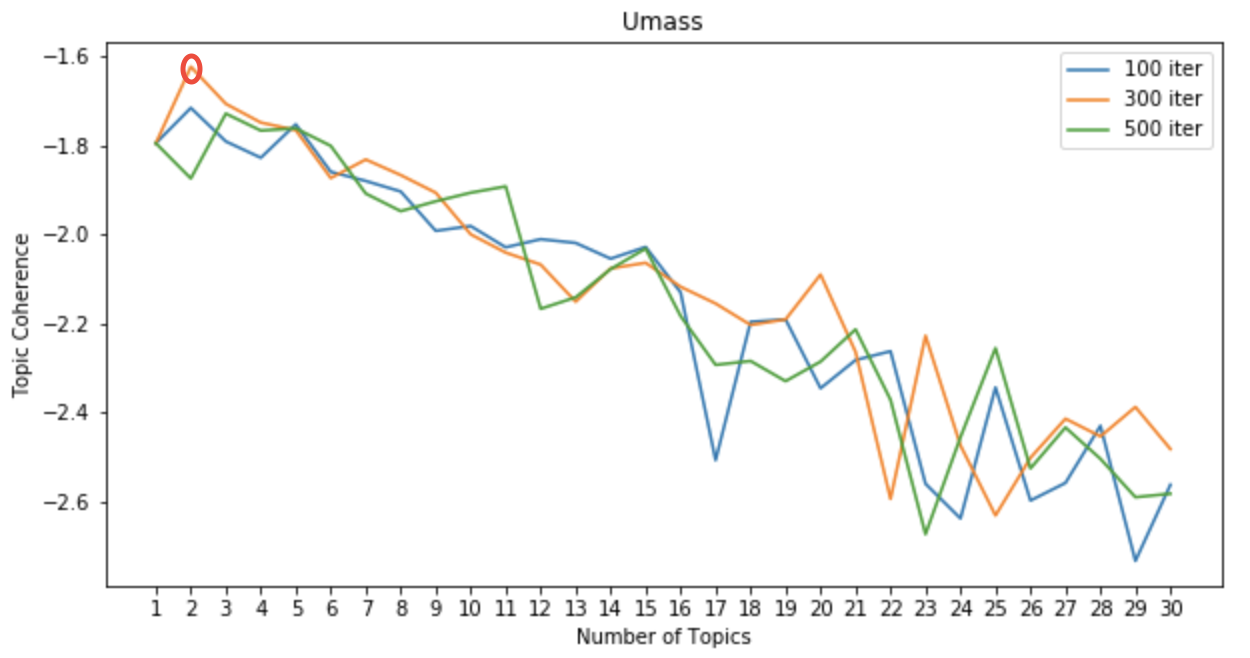 Umass
100 iter
300 iter
500 iter
Topic Coherence
−1.6
−1.8
−2.0
−2.2
−2.4
−2.6
1 2 3 4 5 6 7 8 9 10 11 12 13 14 15 16 17 18 19 20 21 22 23 24 25 26 27 28 29 30
Number of Topics